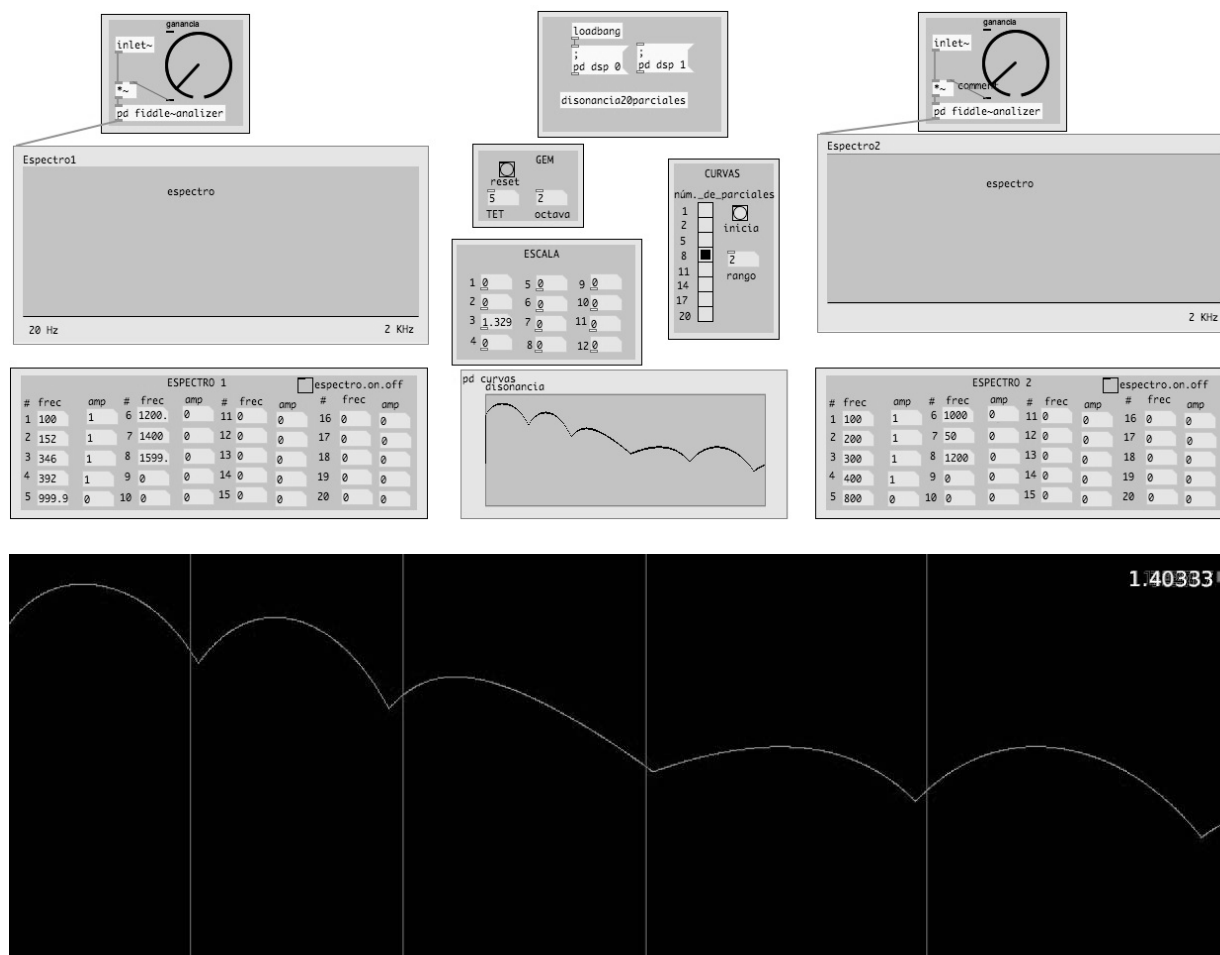 ganancia
inlet~
*~
pd fiddle~analizer
loadbang
;
pd dsp 0
;
pd dsp 1
disonancia20parciales
ganancia
inlet~
*~ comment
pd fiddle~analizer
Espectro1
espectro
20 Hz 2 KHz
GEM
reset
5 2
TET octava
CURVAS
núm._de_parciales
1
2 inicia
5
8 2
11 rango
14
17
20
Espectro2
espectro
2 KHz
ESCALA
1 0 5 0 9 0
2 0 6 0 10 0
3 1.329 7 0 11 0
4 0 8 0 12 0
ESPECTRO 1 espectro.on.off
# frec amp # frec amp # frec amp # frec amp
1 100 1 6 1200. 0 11 0 0 16 0 0
2 152 1 7 1400 0 12 0 0 17 0 0
3 346 1 8 1599. 0 13 0 0 18 0 0
4 392 1 9 0 0 14 0 0 19 0 0
5 999.9 0 10 0 0 15 0 0 20 0 0
pd curvas
disonancia
ESPECTRO 2 espectro.on.off
# frec amp # frec amp # frec amp # frec amp
1 100 1 6 1000 0 11 0 0 16 0 0
2 200 1 7 50 0 12 0 0 17 0 0
3 300 1 8 1200 0 13 0 0 18 0 0
4 400 1 9 0 0 14 0 0 19 0 0
5 800 0 10 0 0 15 0 0 20 0 0
1.40333